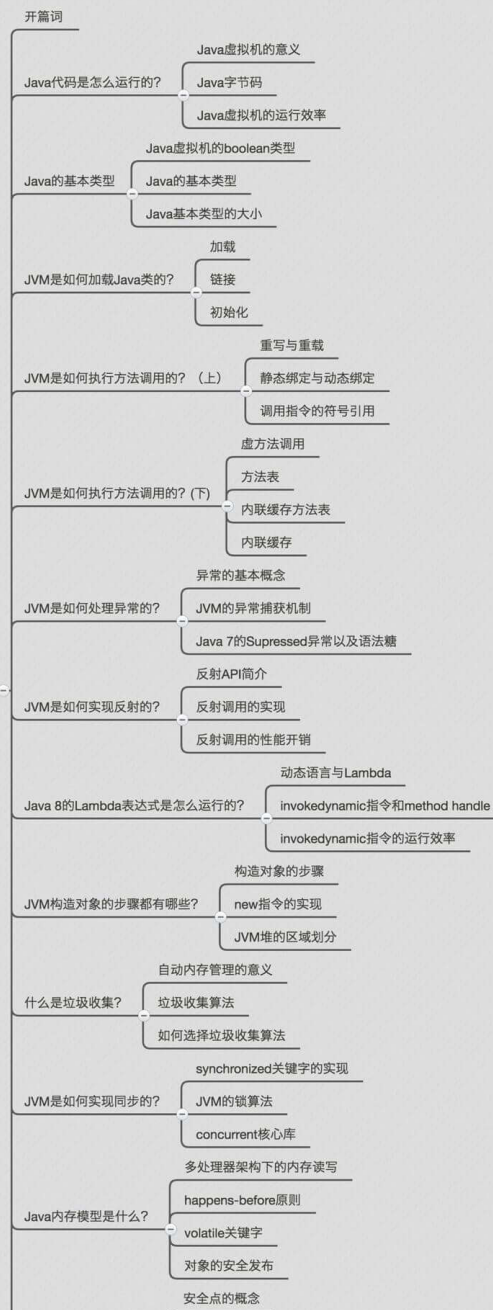 开篇词
Java代码是怎么运行的？
Java虚拟机的意义
Java字节码
Java虚拟机的运行效率
Java的基本类型
Java虚拟机的boolean类型
Java的基本类型
Java基本类型的大小
JVM是如何加载Java类的？
加载
链接
初始化
JVM是如何执行方法调用的？（上）
重写与重载
静态绑定与动态绑定
调用指令的符号引用
JVM是如何执行方法调用的？(下)
虚方法调用
方法表
内联缓存方法表
内联缓存
JVM是如何处理异常的？
异常的基本概念
JVM的异常捕获机制
Java 7的Supressed异常以及语法糖
JVM是如何实现反射的？
反射API简介
反射调用的实现
反射调用的性能开销
Java 8的Lambda表达式是怎么运行的？
动态语言与Lambda
invokedynamic指令和method handle
invokedynamic指令的运行效率
JVM构造对象的步骤都有哪些？
构造对象的步骤
new指令的实现
JVM堆的区域划分
什么是垃圾收集？
自动内存管理的意义
垃圾收集算法
如何选择垃圾收集算法
JVM是如何实现同步的？
synchronized关键字的实现
JVM的锁算法
concurrent核心库
Java内存模型是什么？
多处理器架构下的内存读写
happens-before原则
volatile关键字
对象的安全发布
安全点的概念